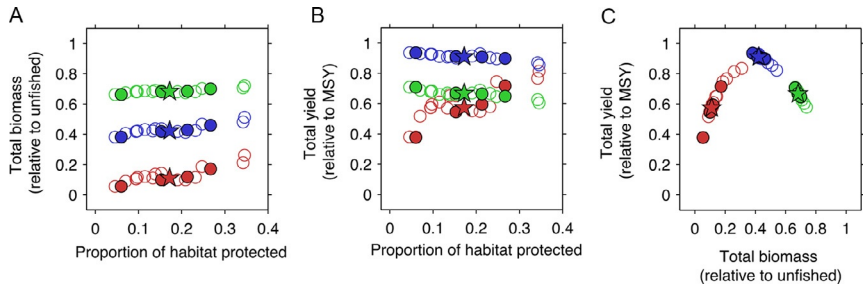 A
B
C
Total biomass
(relative to unfished)
1
0.8
0.6
0.4
0.2
0
0 0.1 0.2 0.3 0.4
Proportion of habitat protected
Total yield
(relative to MSY)
1
0.8
0.6
0.4
0.2
0
0 0.1 0.2 0.3 0.4
Proportion of habitat protected
Total yield
(relative to MSY)
1
0.8
0.6
0.4
0.2
0
0 0.2 0.4 0.6 0.8 1
Total biomass
(relative to unfished)